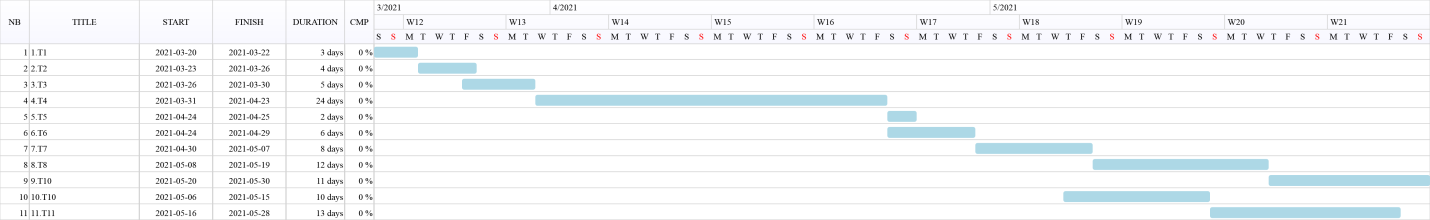 3/2021 4/2021 5/2021
NB TITLE START FINISH DURATION CMP W12 W13 W14 W15 W16 W17 W18 W19 W20 W21
S S M T W T F S S M T W T F S S M T W T F S S M T W T F S S M T W T F S S M T W T F S S M T W T F S S M T W T F S S M T W T F S S M T W T F S S
1 1.T1 2021-03-20 2021-03-22 3 days 0 %
2 2.T2 2021-03-23 2021-03-26 4 days 0 %
3 3.T3 2021-03-26 2021-03-30 5 days 0 %
4 4.T4 2021-03-31 2021-04-23 24 days 0 %
5 5.T5 2021-04-24 2021-04-25 2 days 0 %
6 6.T6 2021-04-24 2021-04-29 6 days 0 %
7 7.T7 2021-04-30 2021-05-07 8 days 0 %
8 8.T8 2021-05-08 2021-05-19 12 days 0 %
9 9.T10 2021-05-20 2021-05-30 11 days 0 %
10 10.T10 2021-05-06 2021-05-15 10 days 0 %
11 11.T11 2021-05-16 2021-05-28 13 days 0 %